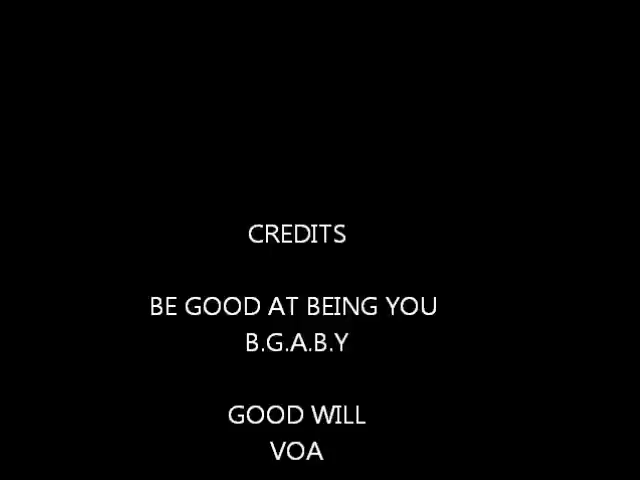 CREDITS
BE GOOD AT BEING YOU
B.G.A.B.Y
GOOD WILL
VOA